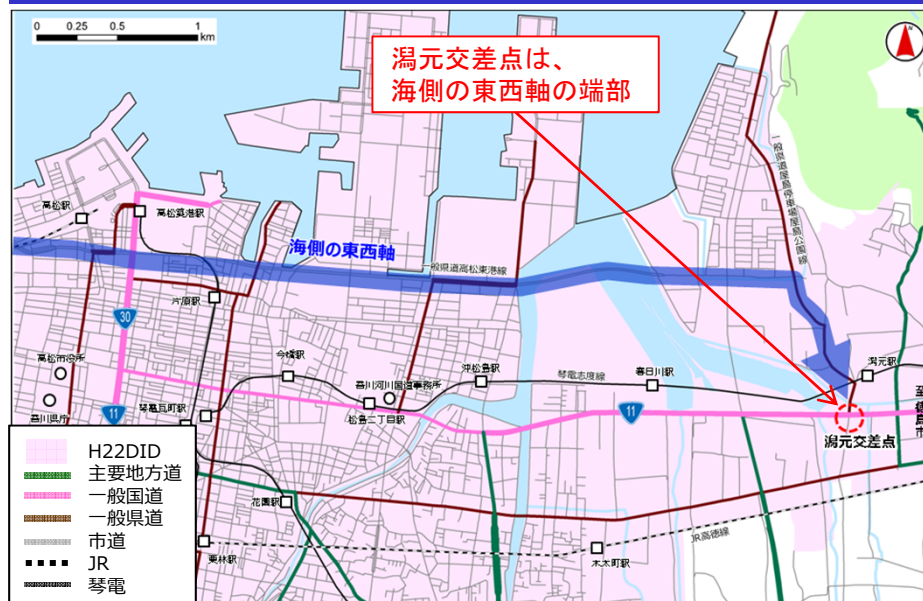 0 0.25 0.5 1
km
潟元交差点は、
海側の東西軸の端部
一般県道屋島停車場屋島公園線
高松駅
高松築港駅
海側の東西軸
一般県道高松東港線
片原駅
30
高松市役所
今橋駅
香川河川国道事務所
沖松島駅
琴電志度線
春日川駅
潟元駅
至徳島市
香川県庁
11
琴電瓦町駅
松島二丁目駅
11
潟元交差点
花園駅
栗林駅
木太町駅
JR高徳線
H22DID
主要地方道
一般国道
一般県道
市道
JR
琴電